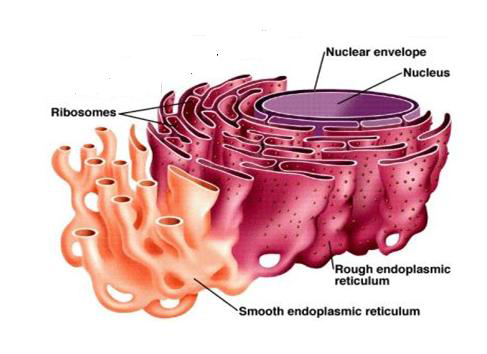 Nuclear envelope
Nucleus
Ribosomes
Rough endoplasmic
reticulum
Smooth endoplasmic reticulum